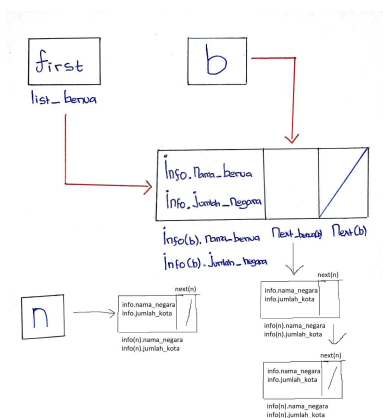 first
b
list_benua
info.nama_benua
info.jumlah_negara
info(b).nama_benua
next_benua(b)
next(b)
info(b).jumlah_negara
n
next(n)
info.nama_negara
info.jumlah_kota
info(n).nama_negara
info(n).jumlah_kota
next(n)
info.nama_negara
info.jumlah_kota
info(n).nama_negara
info(n).jumlah_kota
next(n)
info.nama_negara
info.jumlah_kota
info(n).nama_negara
info(n).jumlah_kota